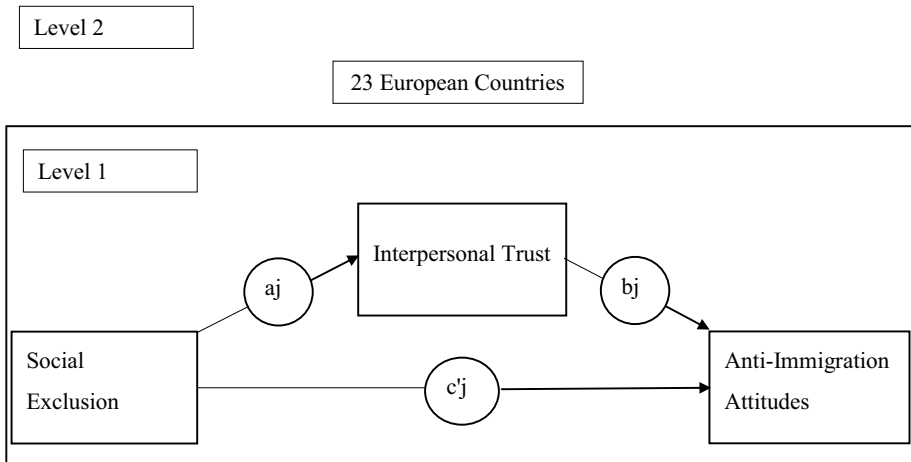 Level 2
23 European Countries
Level 1
Interpersonal Trust
aj
bj
Social
Exclusion
c'j
Anti-Immigration
Attitudes